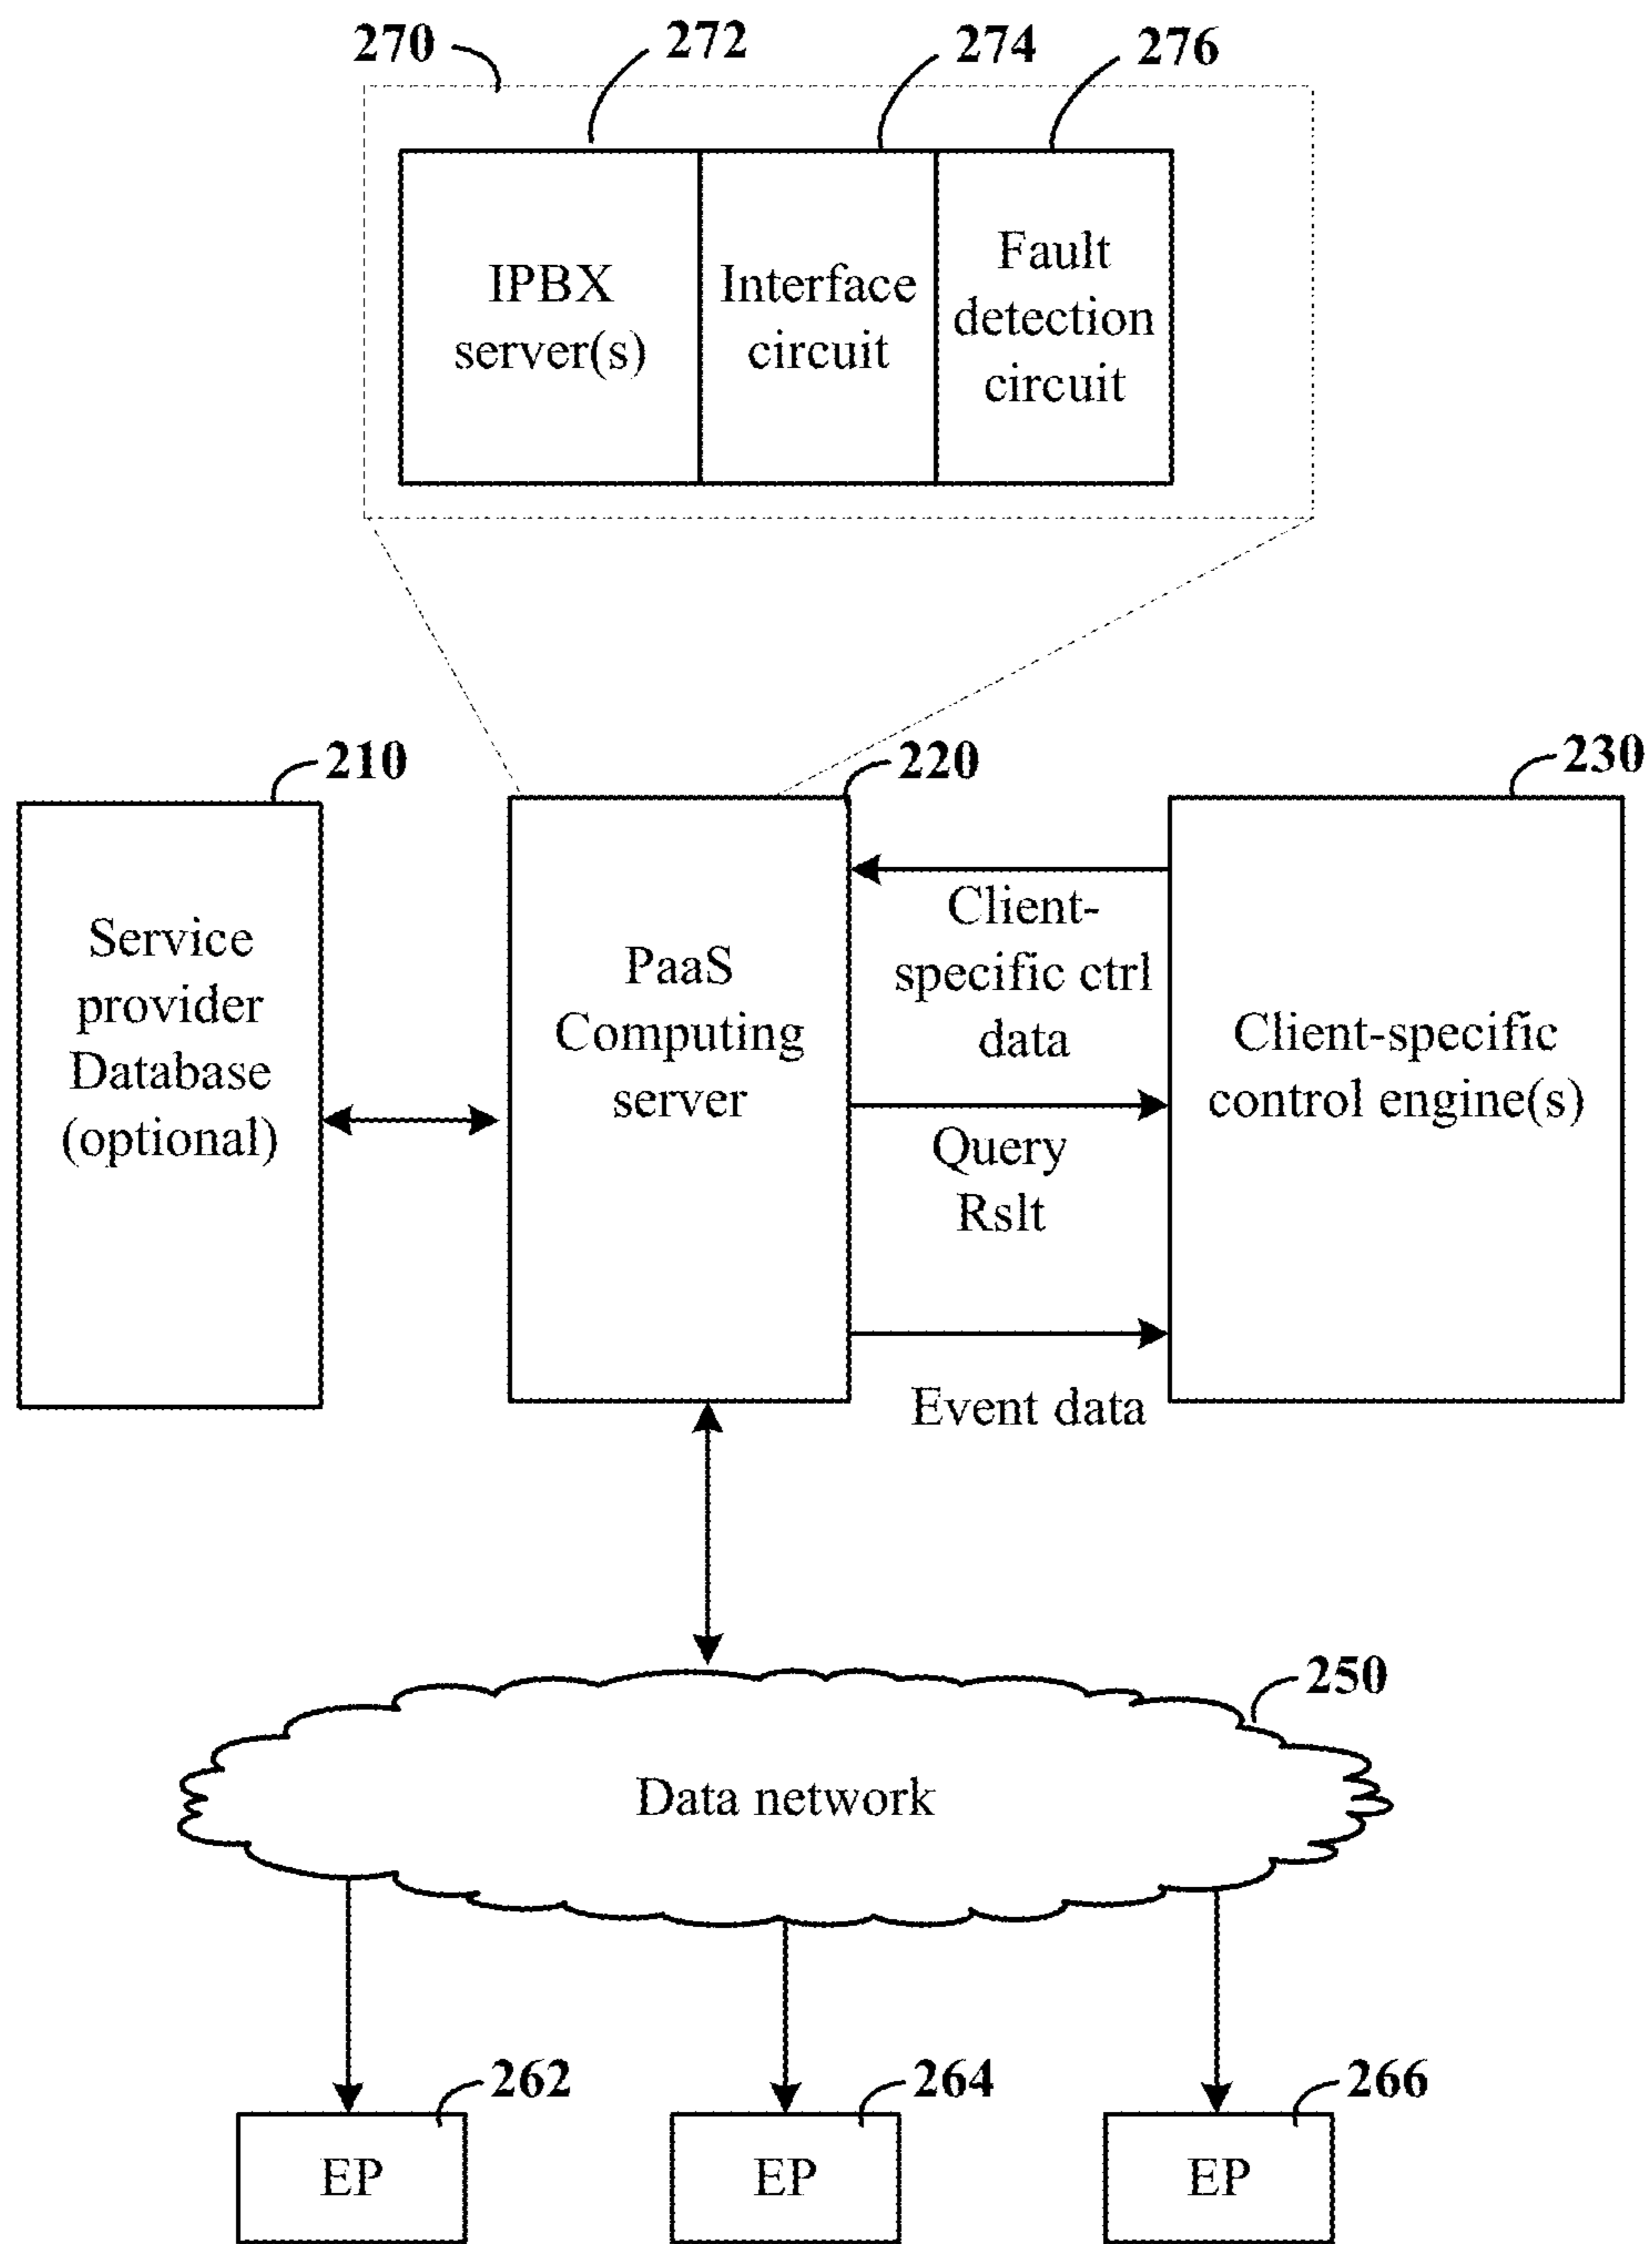 270
272
274
276
IPBX
server(s)
Interface
circuit
Fault
detection
circuit
210
220
230
Service
provider
Database
(optional)
PaaS
Computing
server
Client-
specific ctrl
data
Query
Rslt
Event data
Client-specific
control engine(s)
250
Data network
262
264
266
EP
EP
EP